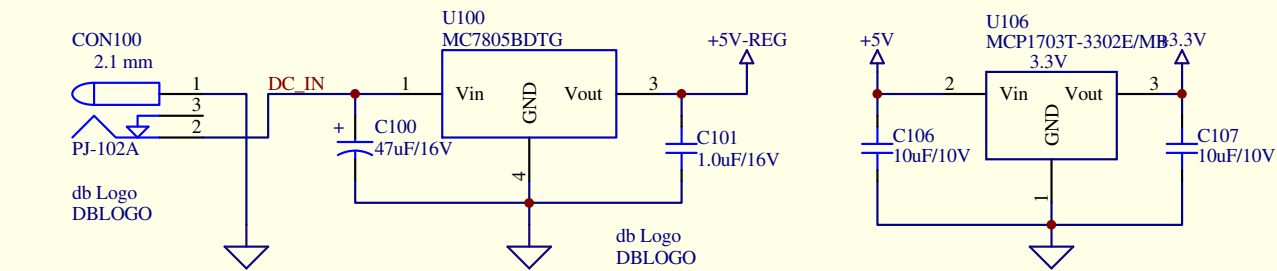 CON100
2.1 mm
1
3
2
PJ-102A
db Logo
DBLOGO
DC_IN
U100
MC7805BDTG
1
Vin
GND
Vout
3
4
+
C100
47uF/16V
+5V-REG
C101
1.0uF/16V
db Logo
DBLOGO
+5V
U106
MCP1703T-3302E/MB
3.3V
+3.3V
2
Vin
GND
Vout
3
1
C106
10uF/10V
C107
10uF/10V